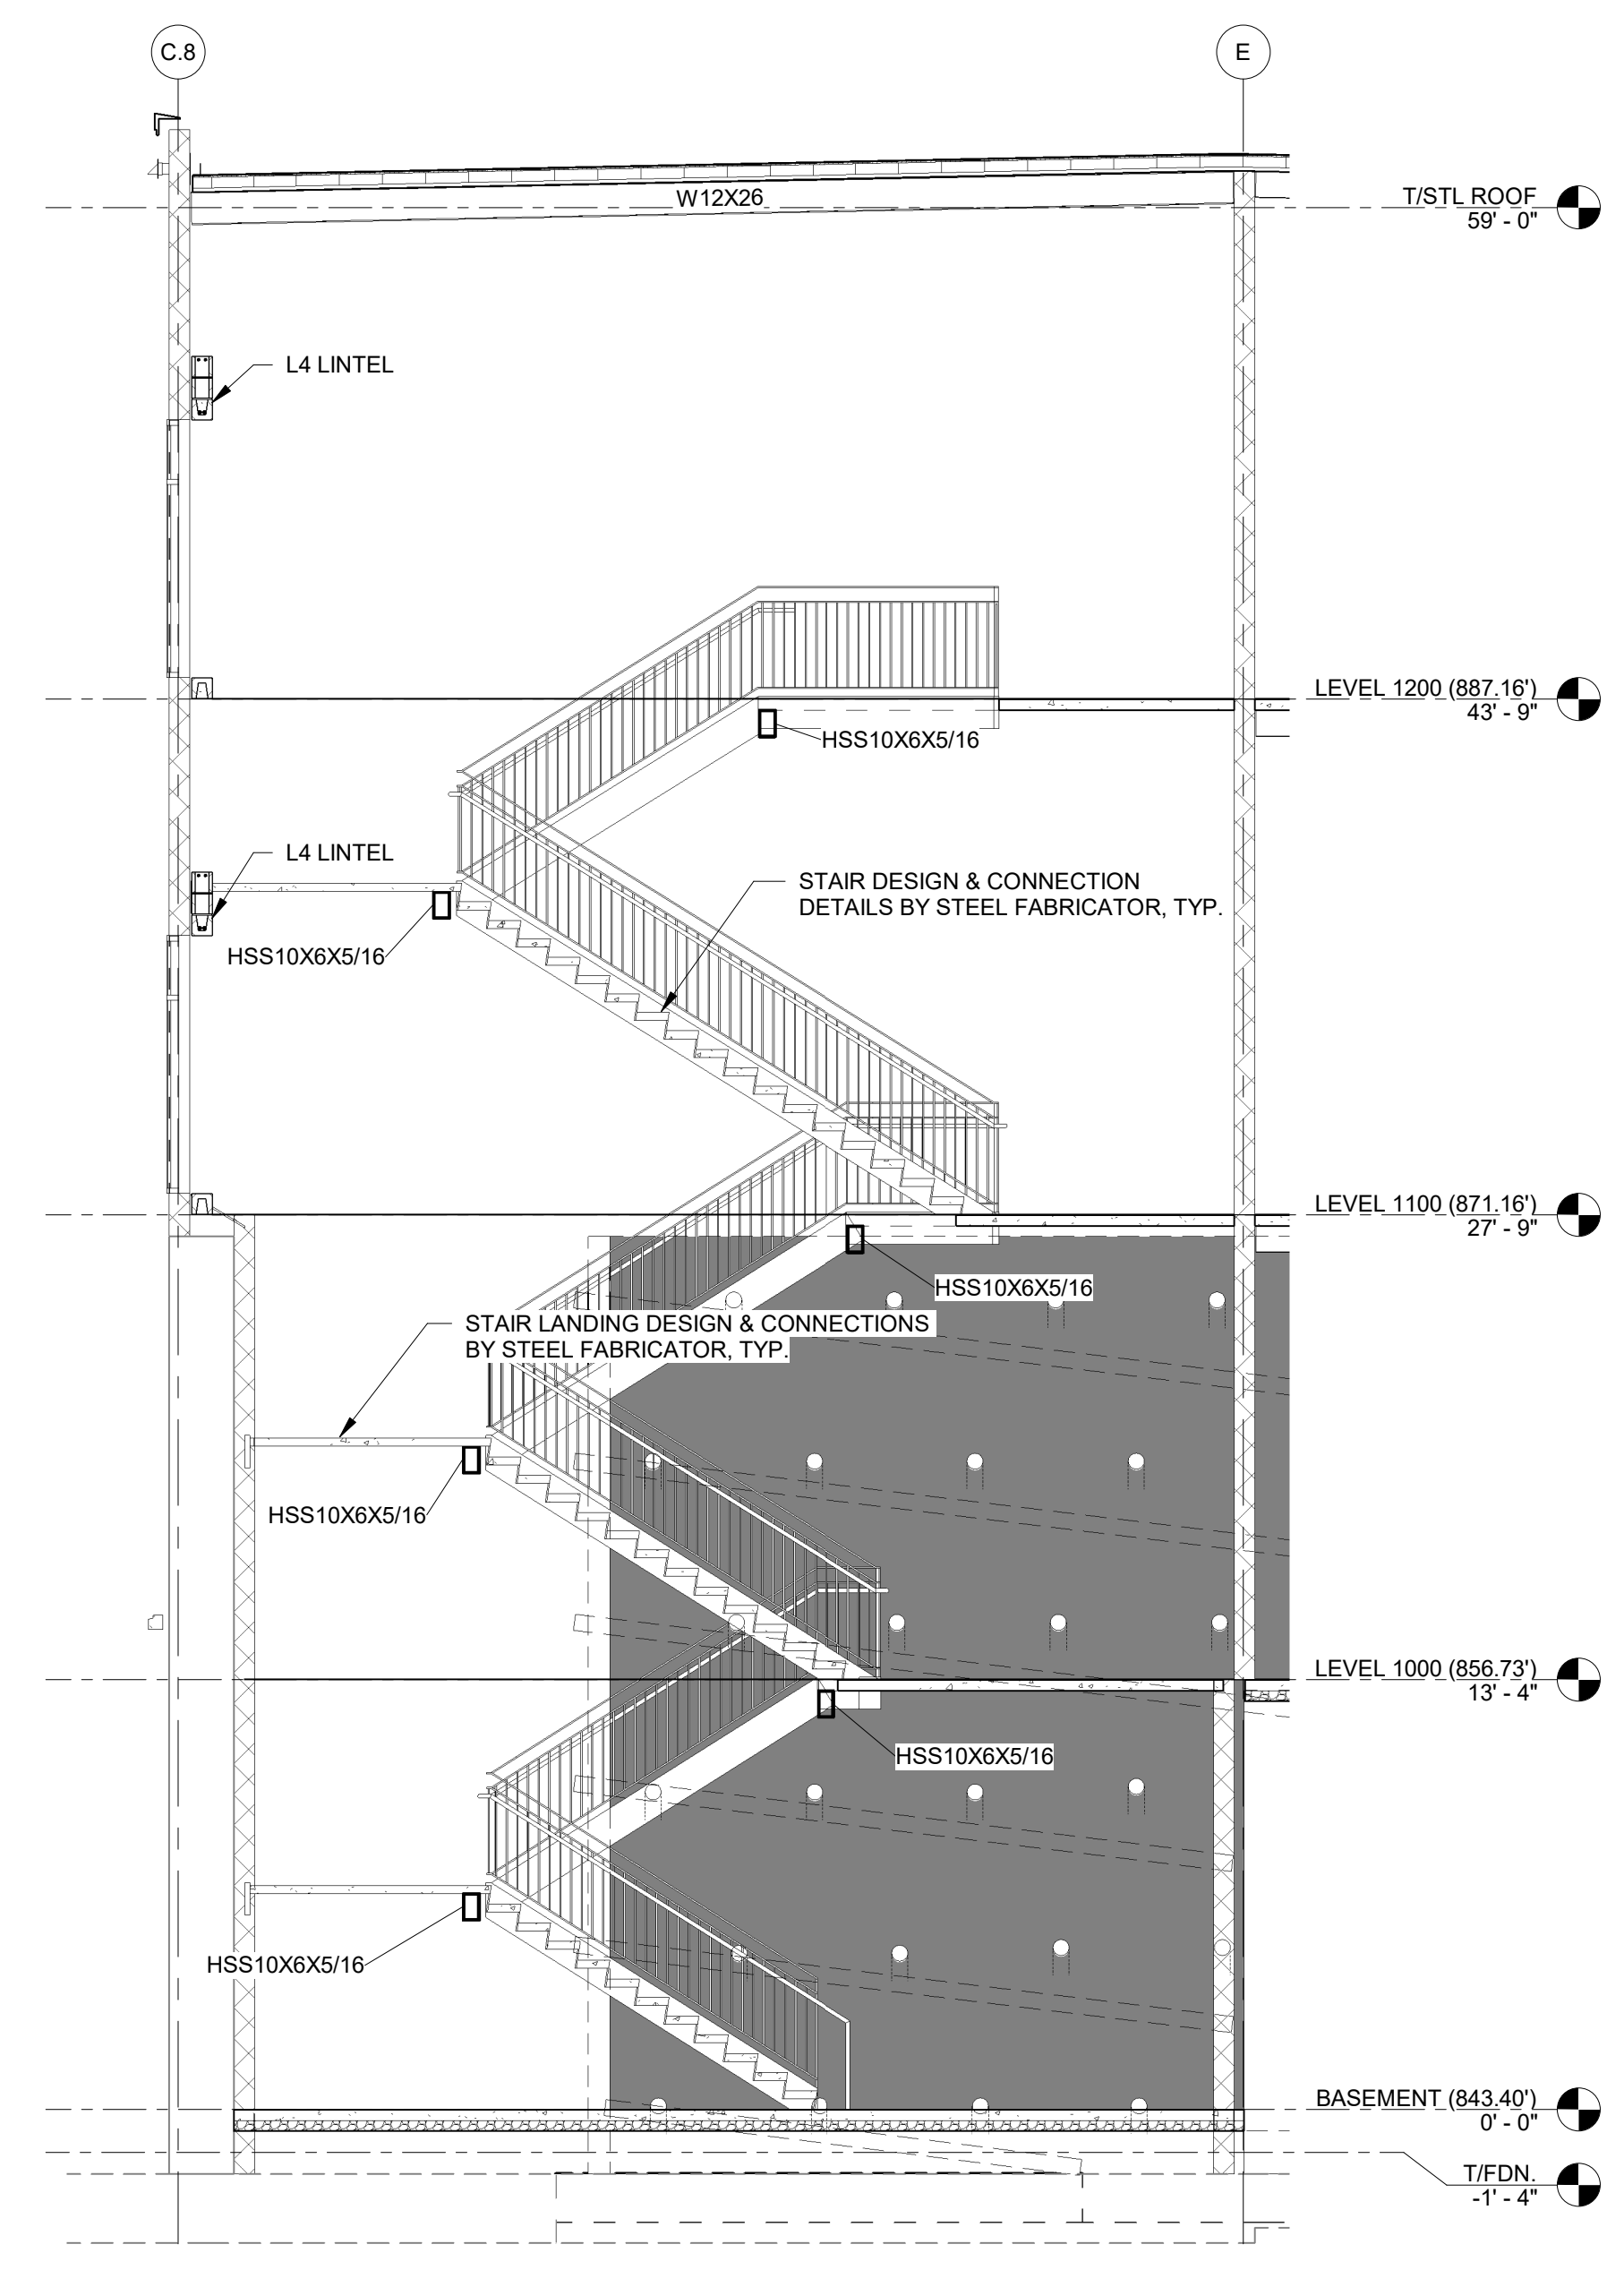 C.8
E
W12X26
T/STL ROOF
59' - 0"
L4 LINTEL
LEVEL 1200 (887.16')
43' - 9"
HSS10X6X5/16
L4 LINTEL
STAIR DESIGN & CONNECTION
DETAILS BY STEEL FABRICATOR, TYP.
HSS10X6X5/16
LEVEL 1100 (871.16')
27' - 9"
HSS10X6X5/16
STAIR LANDING DESIGN & CONNECTIONS
BY STEEL FABRICATOR, TYP.
HSS10X6X5/16
LEVEL 1000 (856.73')
13' - 4"
HSS10X6X5/16
HSS10X6X5/16
BASEMENT (843.40')
0' - 0"
T/FDN.
-1' - 4"